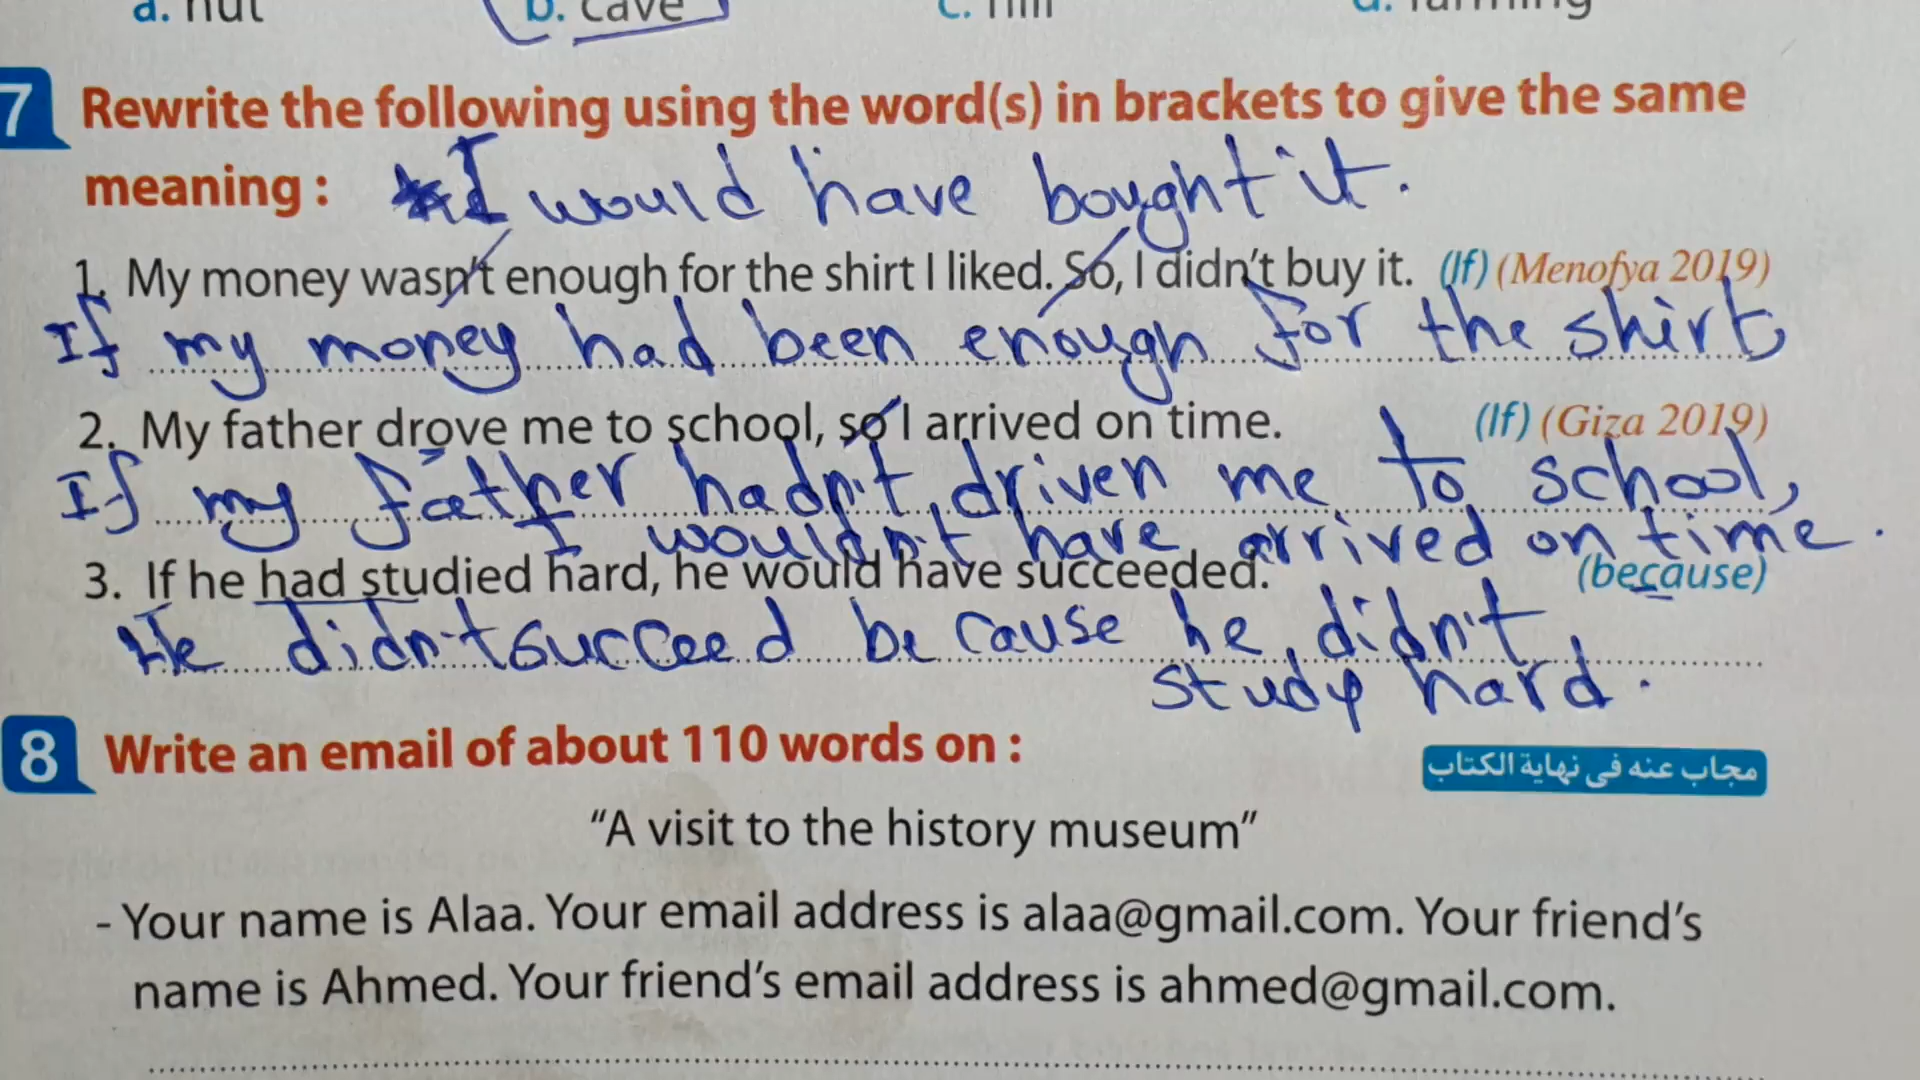 a. hut b. cave c. hill d. farming
7 Rewrite the following using the word(s) in brackets to give the same
meaning : I would have bought it.
1. My money wasn't enough for the shirt I liked. So, I didn't buy it. (If) (Menofya 2019)
If my money had been enough for the shirt,
2. My father drove me to school, so I arrived on time. (If) (Giza 2019)
If my father hadn't driven me to school,
I wouldn't have arrived on time.
3. If he had studied hard, he would have succeeded. (because)
He didn't succeed because he didn't
study hard.
8 Write an email of about 110 words on :
مجاب عنه فى نهاية الكتاب
“A visit to the history museum”
- Your name is Alaa. Your email address is alaa@gmail.com. Your friend’s
name is Ahmed. Your friend’s email address is ahmed@gmail.com.